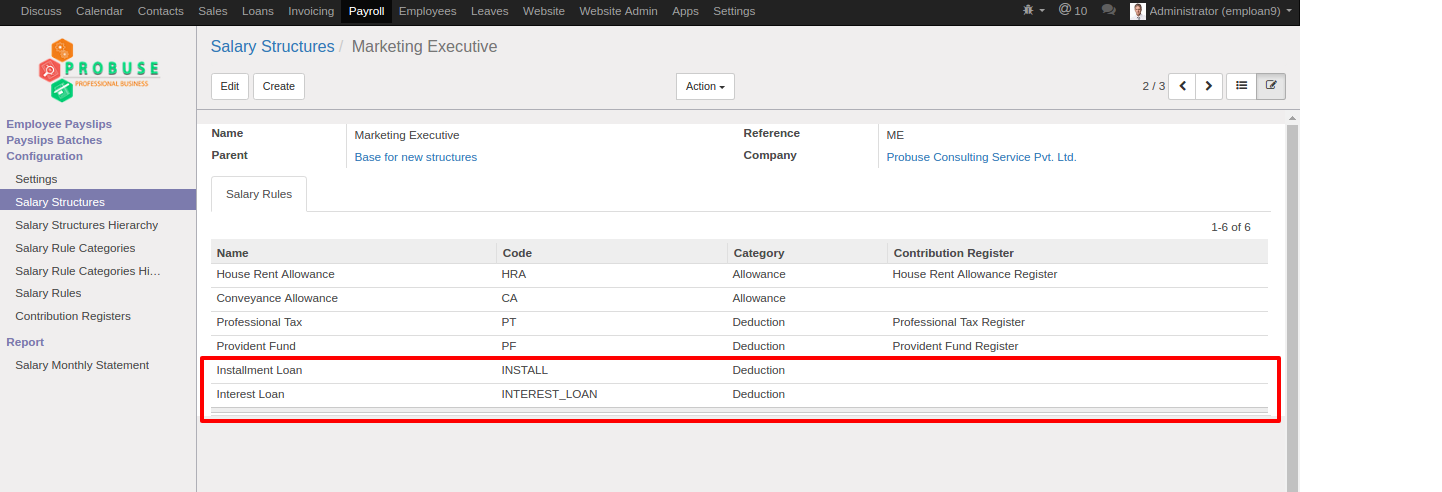 Discuss Calendar Contacts Sales Loans Invoicing Payroll Employees Leaves Website Website Admin Apps Settings @ 10 Administrator (emploan9)
PROBUSE
PROFESSIONAL BUSINESS
Salary Structures / Marketing Executive
Edit Create Action 2 / 3
Employee Payslips
Payslips Batches
Configuration
Settings
Salary Structures
Salary Structures Hierarchy
Salary Rule Categories
Salary Rule Categories Hi...
Salary Rules
Contribution Registers
Report
Salary Monthly Statement
Name Marketing Executive Reference ME
Parent Base for new structures Company Probuse Consulting Service Pvt. Ltd.
Salary Rules
1-6 of 6
Name Code Category Contribution Register
House Rent Allowance HRA Allowance House Rent Allowance Register
Conveyance Allowance CA Allowance
Professional Tax PT Deduction Professional Tax Register
Provident Fund PF Deduction Provident Fund Register
Installment Loan INSTALL Deduction
Interest Loan INTEREST_LOAN Deduction